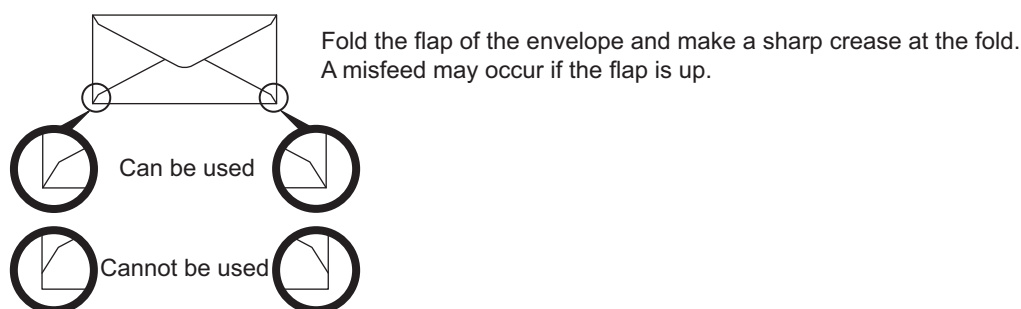 Fold the flap of the envelope and make a sharp crease at the fold.
A misfeed may occur if the flap is up.
Can be used
Cannot be used